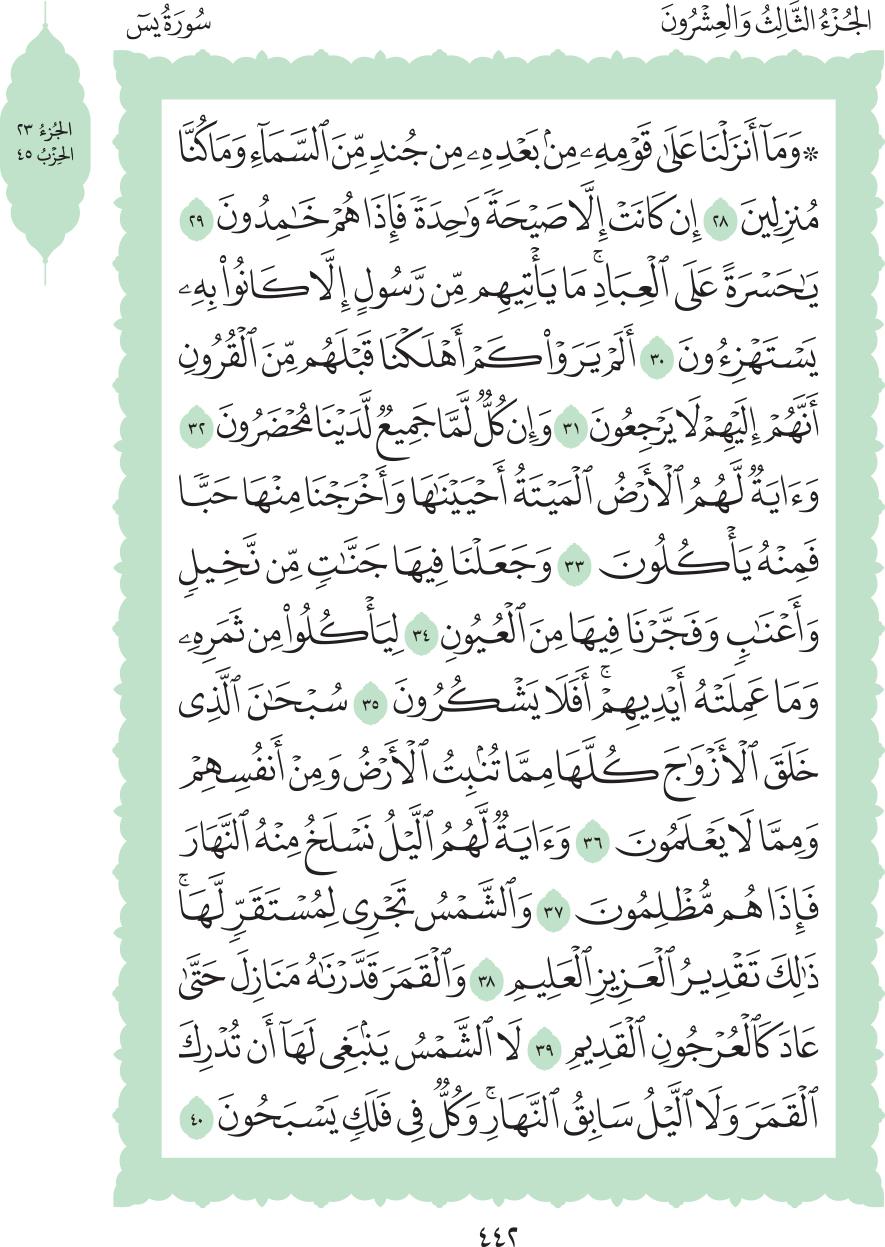 الجُزْءُ الثَّالِثُ وَالعِشْرُونَ
سُورَةُ يسٓ
الجُزءُ ٢٣
الحِزْبُ ٤٥
۞ وَمَآ أَنزَلْنَا عَلَىٰ قَوْمِهِۦ مِنۢ بَعْدِهِۦ مِن جُندٍ مِّنَ ٱلسَّمَآءِ وَمَا كُنَّا
مُنزِلِينَ ٢٨ إِن كَانَتْ إِلَّا صَيْحَةً وَٰحِدَةً فَإِذَا هُمْ خَٰمِدُونَ ٢٩
يَٰحَسْرَةً عَلَى ٱلْعِبَادِۚ مَا يَأْتِيهِم مِّن رَّسُولٍ إِلَّا كَانُوا۟ بِهِۦ
يَسْتَهْزِءُونَ ٣٠ أَلَمْ يَرَوْا۟ كَمْ أَهْلَكْنَا قَبْلَهُم مِّنَ ٱلْقُرُونِ
أَنَّهُمْ إِلَيْهِمْ لَا يَرْجِعُونَ ٣١ وَإِن كُلٌّ لَّمَّا جَمِيعٌ لَّدَيْنَا مُحْضَرُونَ ٣٢
وَءَايَةٌ لَّهُمُ ٱلْأَرْضُ ٱلْمَيْتَةُ أَحْيَيْنَٰهَا وَأَخْرَجْنَا مِنْهَا حَبًّا
فَمِنْهُ يَأْكُلُونَ ٣٣ وَجَعَلْنَا فِيهَا جَنَّٰتٍ مِّن نَّخِيلٍ
وَأَعْنَٰبٍ وَفَجَّرْنَا فِيهَا مِنَ ٱلْعُيُونِ ٣٤ لِيَأْكُلُوا۟ مِن ثَمَرِهِۦ
وَمَا عَمِلَتْهُ أَيْدِيهِمْۚ أَفَلَا يَشْكُرُونَ ٣٥ سُبْحَٰنَ ٱلَّذِى
خَلَقَ ٱلْأَزْوَٰجَ كُلَّهَا مِمَّا تُنۢبِتُ ٱلْأَرْضُ وَمِنْ أَنفُسِهِمْ
وَمِمَّا لَا يَعْلَمُونَ ٣٦ وَءَايَةٌ لَّهُمُ ٱلَّيْلُ نَسْلَخُ مِنْهُ ٱلنَّهَارَ
فَإِذَا هُم مُّظْلِمُونَ ٣٧ وَٱلشَّمْسُ تَجْرِى لِمُسْتَقَرٍّ لَّهَاۚ
ذَٰلِكَ تَقْدِيرُ ٱلْعَزِيزِ ٱلْعَلِيمِ ٣٨ وَٱلْقَمَرَ قَدَّرْنَٰهُ مَنَازِلَ حَتَّىٰ
عَادَ كَٱلْعُرْجُونِ ٱلْقَدِيمِ ٣٩ لَا ٱلشَّمْسُ يَنۢبَغِى لَهَآ أَن تُدْرِكَ
ٱلْقَمَرَ وَلَا ٱلَّيْلُ سَابِقُ ٱلنَّهَارِۚ وَكُلٌّ فِى فَلَكٍ يَسْبَحُونَ ٤٠
٤٤٢